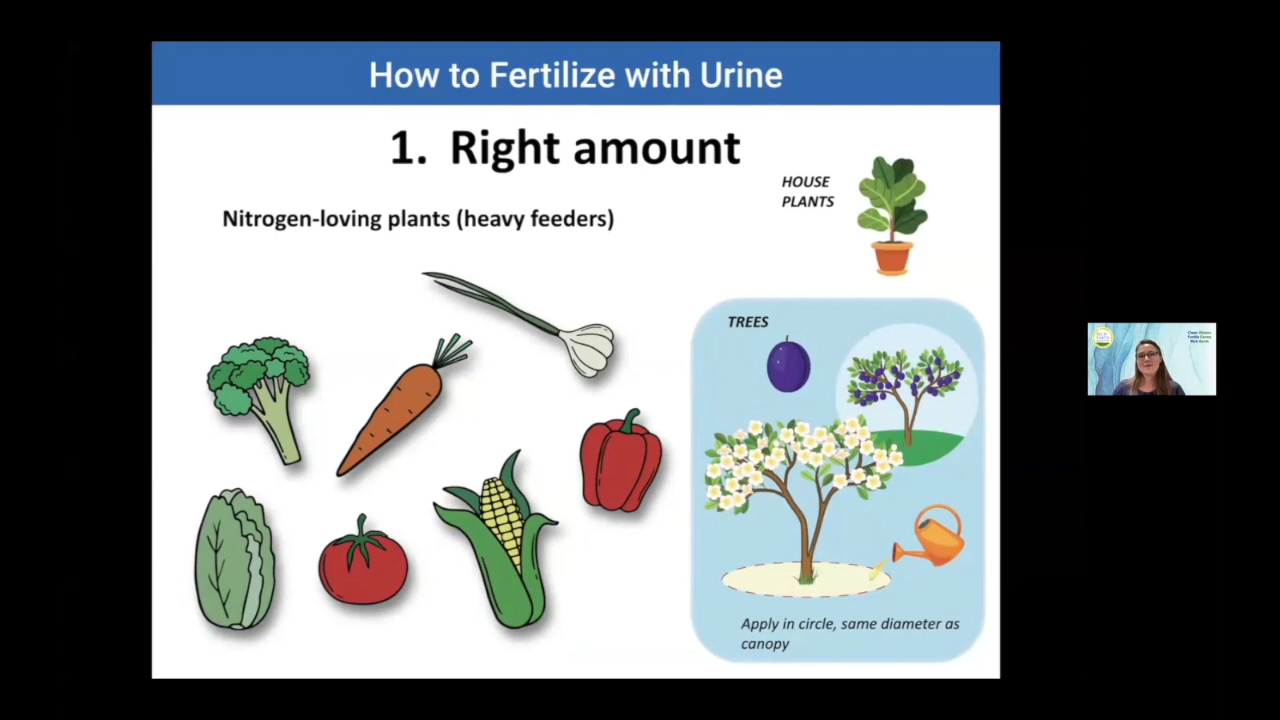 How to Fertilize with Urine
1. Right amount
HOUSE
PLANTS
Nitrogen-loving plants (heavy feeders)
TREES
Apply in circle, same diameter as
canopy